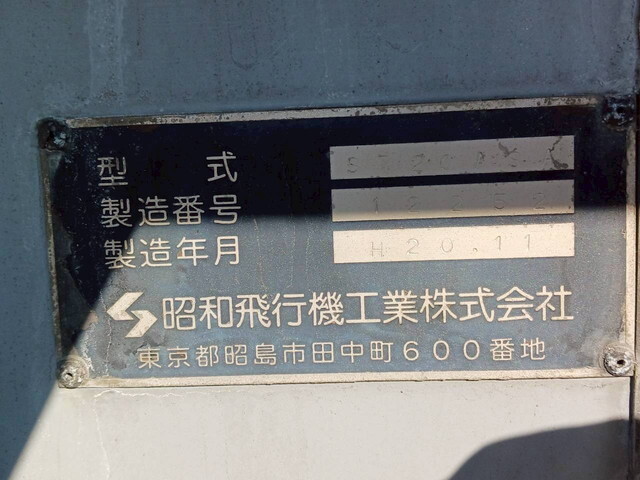 型式
製造番号
製造年月 H20.11
昭和飛行機工業株式会社
東京都昭島市田中町600番地